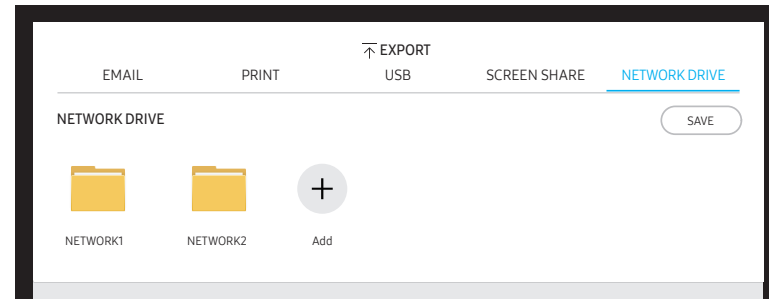 EXPORT
EMAIL PRINT USB SCREEN SHARE NETWORK DRIVE
NETWORK DRIVE SAVE
NETWORK1 NETWORK2 Add